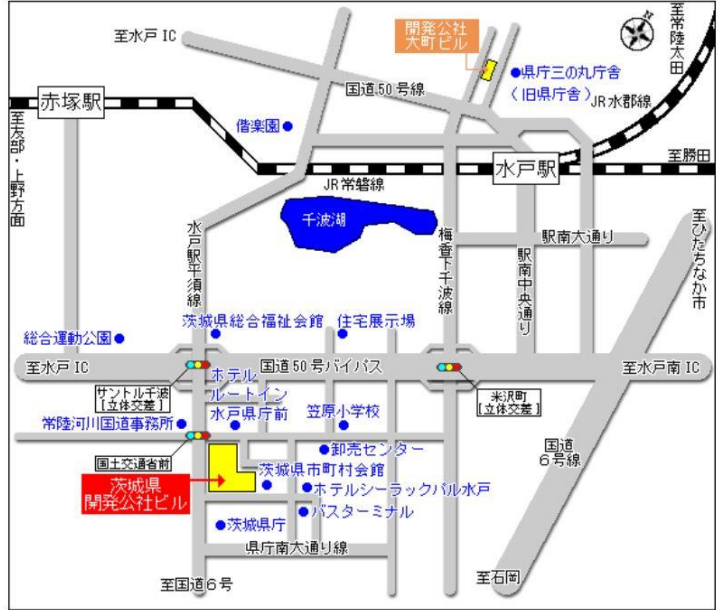 開発公社
大町ビル
N
至常陸太田
至水戸IC
県庁三の丸庁舎
(旧県庁舎)
国道50号線
JR水郡線
赤塚駅
偕楽園
至勝田
水戸駅
至友部・上野方面
JR常磐線
千波湖
水戸駅平須線
梅香下千波線
駅南大通り
駅南中央通り
至ひたちなか市
茨城県総合福祉会館
住宅展示場
総合運動公園
至水戸IC
国道50号バイパス
至水戸南IC
サントル千波
[立体交差]
ホテル
ルートイン
水戸県庁前
米沢町
[立体交差]
笠原小学校
常陸河川国道事務所
国道
6号線
卸売センター
国土交通省前
茨城県市町村会館
茨城県
開発公社ビル
ホテルシーラックパル水戸
バスターミナル
茨城県庁
県庁南大通り線
至国道6号
至石岡